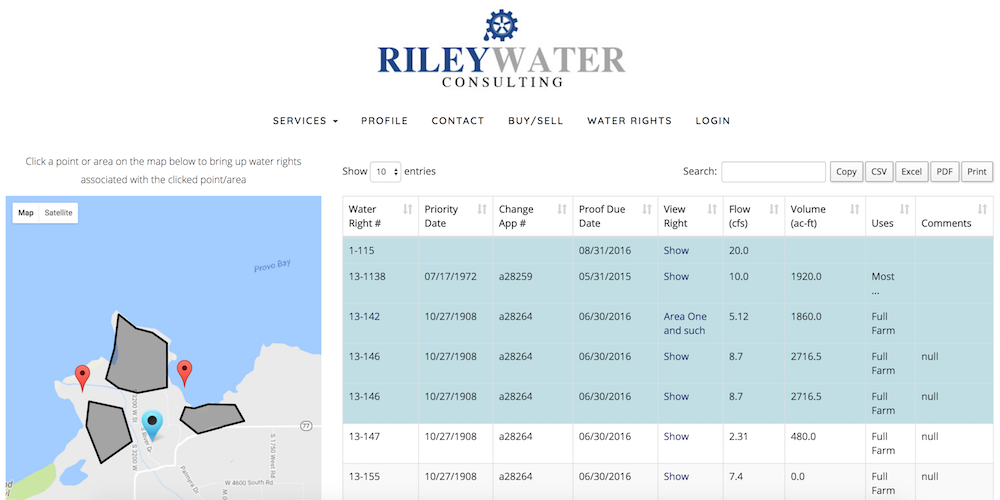 RILEYWATER
CONSULTING
SERVICES PROFILE CONTACT BUY/SELL WATER RIGHTS LOGIN
Click a point or area on the map below to bring up water rights
associated with the clicked point/area
Map Satellite
Provo Bay
3200 W St
S River Dr
S 3200 W
Palmyra Dr
W 4600 South Rd
S 1750 West Rd
77
Show 10 entries
Search: Copy CSV Excel PDF Print
Water Right # Priority Date Change App # Proof Due Date View Right Flow (cfs) Volume (ac-ft) Uses Comments
1-115 08/31/2016 Show 20.0
13-1138 07/17/1972 a28259 05/31/2015 Show 10.0 1920.0 Most ...
13-142 10/27/1908 a28264 06/30/2016 Area One and such 5.12 1860.0 Full Farm
13-146 10/27/1908 a28264 06/30/2016 Show 8.7 2716.5 Full Farm null
13-146 10/27/1908 a28264 06/30/2016 Show 8.7 2716.5 Full Farm null
13-147 10/27/1908 a28264 06/30/2016 Show 2.31 480.0 Full Farm null
13-155 10/27/1908 a28264 06/30/2016 Show 7.4 0.0 Full Farm null